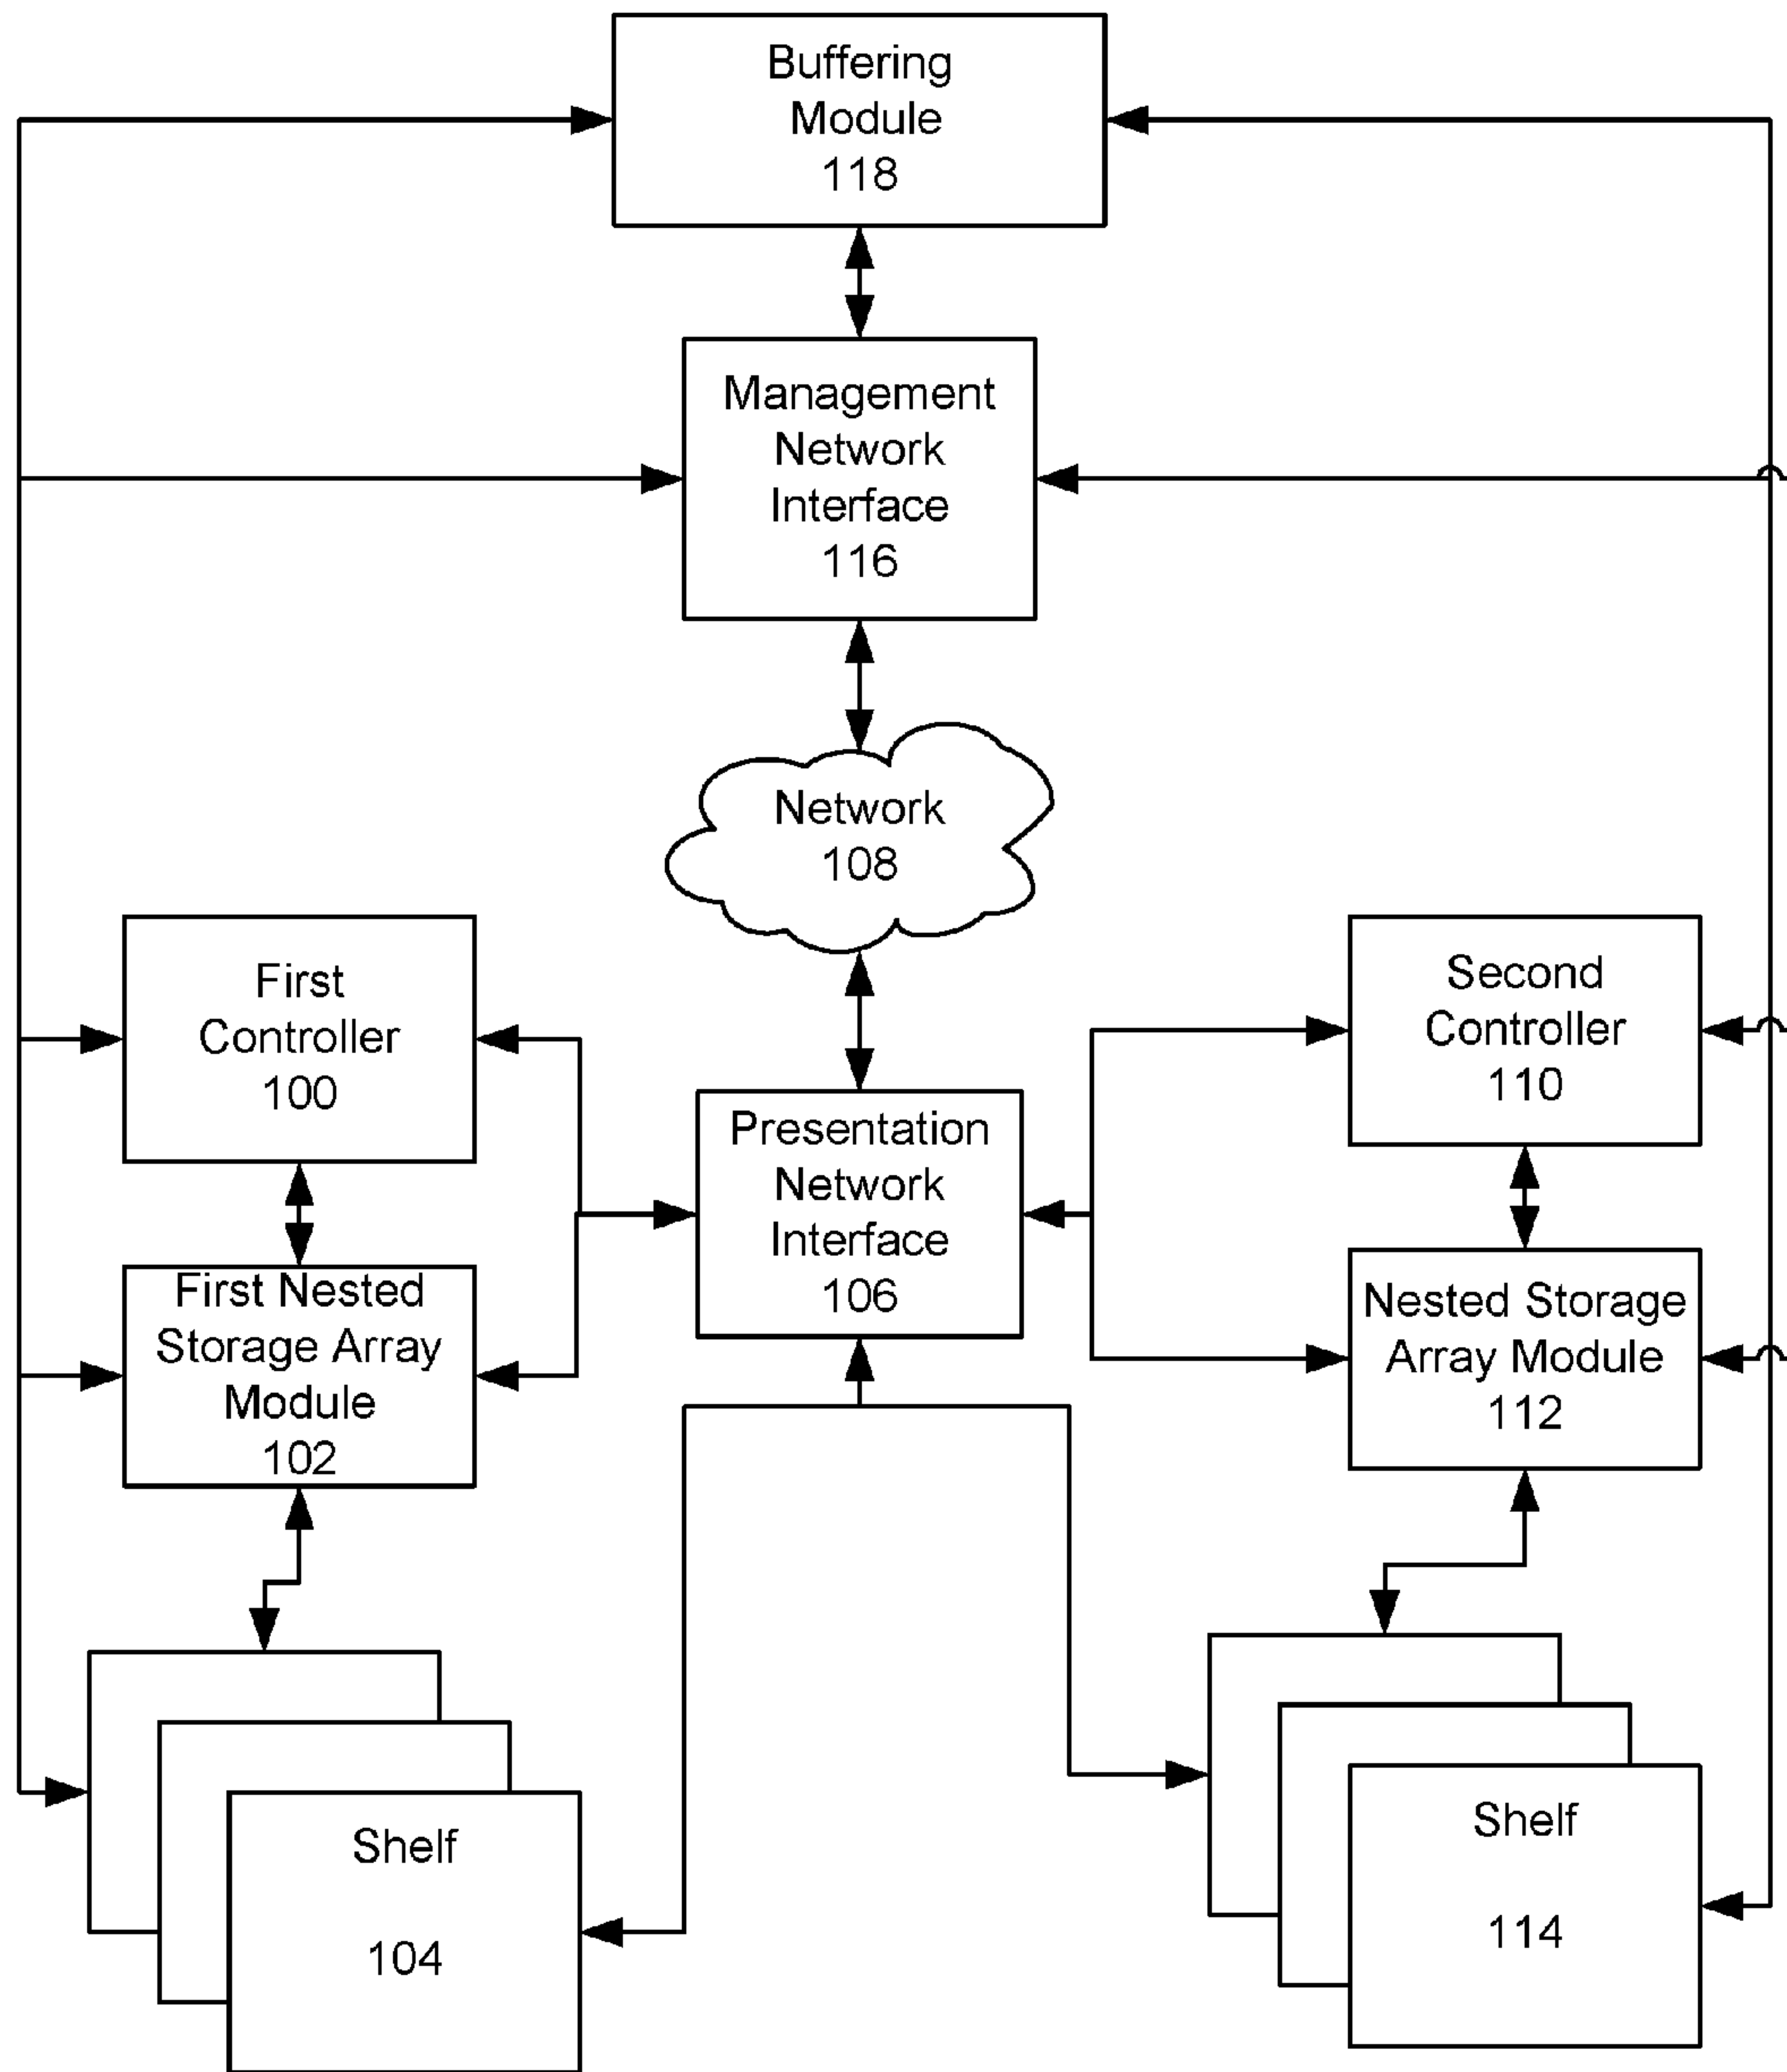 Buffering
Module
118
Management
Network
Interface
116
Network
108
First
Controller
100
Second
Controller
110
Presentation
Network
Interface
106
First Nested
Storage Array
Module
102
Nested Storage
Array Module
112
Shelf
104
Shelf
114